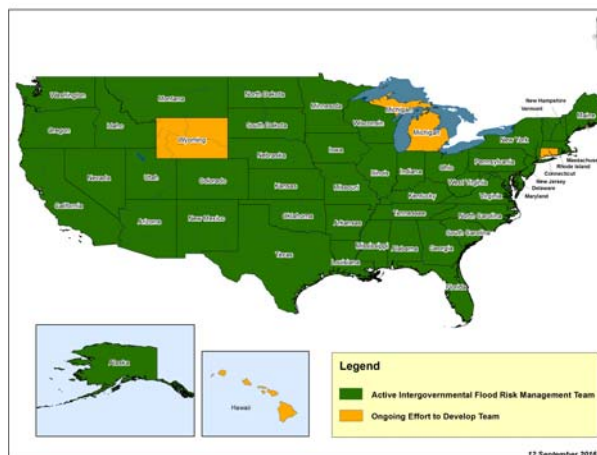 Washington
Montana
North Dakota
Minnesota
Michigan
New Hampshire
Vermont
Maine
Oregon
Idaho
Wyoming
South Dakota
Wisconsin
Michigan
New York
Massachuse
Rhode Island
Connecticut
New Jersey
Delaware
Maryland
Nebraska
Iowa
Illinois
Indiana
Ohio
Pennsylvania
Nevada
Utah
Colorado
Kansas
Missouri
Kentucky
West Virginia
Virginia
California
Arizona
New Mexico
Oklahoma
Arkansas
Tennessee
North Carolina
South Carolina
Texas
Louisiana
Mississippi
Alabama
Georgia
Florida
Alaska
Hawaii
Legend
Active Intergovernmental Flood Risk Management Team
Ongoing Effort to Develop Team